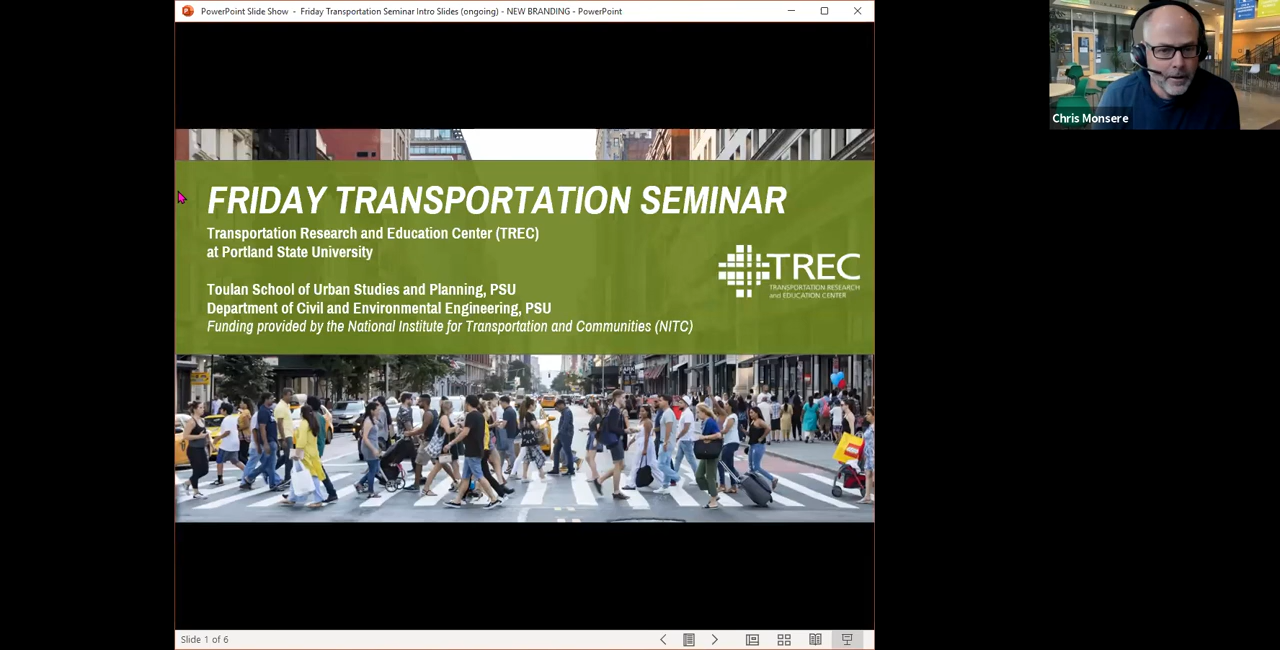 PowerPoint Slide Show - Friday Transportation Seminar Intro Slides (ongoing) - NEW BRANDING - PowerPoint
Chris Monsere
FRIDAY TRANSPORTATION SEMINAR
Transportation Research and Education Center (TREC)
at Portland State University
TREC
TRANSPORTATION RESEARCH
and EDUCATION CENTER
Toulan School of Urban Studies and Planning, PSU
Department of Civil and Environmental Engineering, PSU
Funding provided by the National Institute for Transportation and Communities (NITC)
Slide 1 of 6